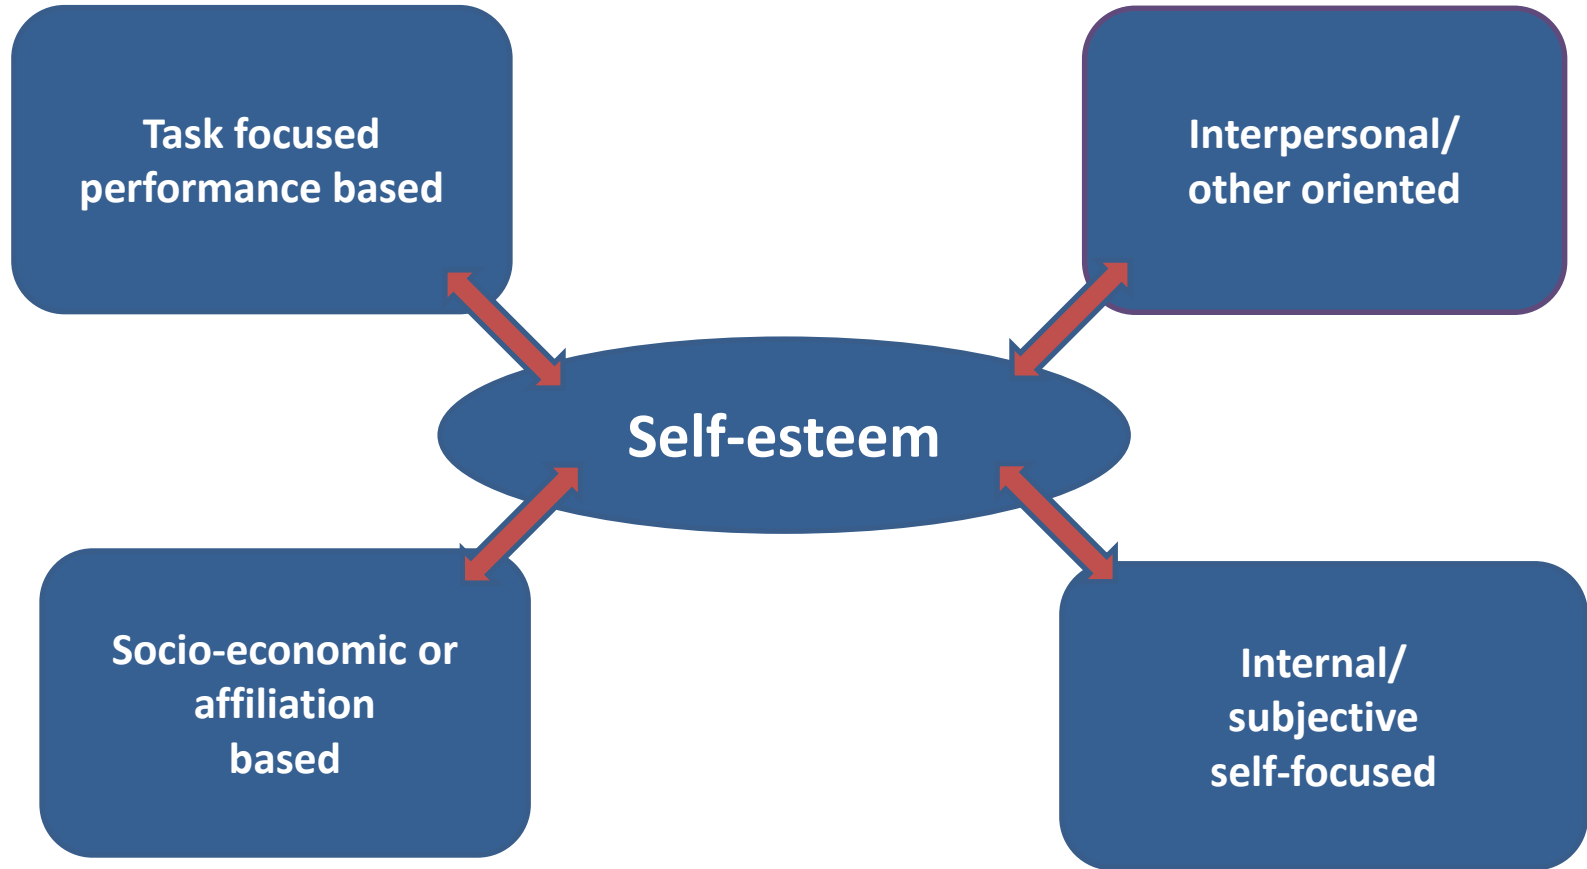 Task focused
performance based
Interpersonal/
other oriented
Self-esteem
Socio-economic or
affiliation
based
Internal/
subjective
self-focused